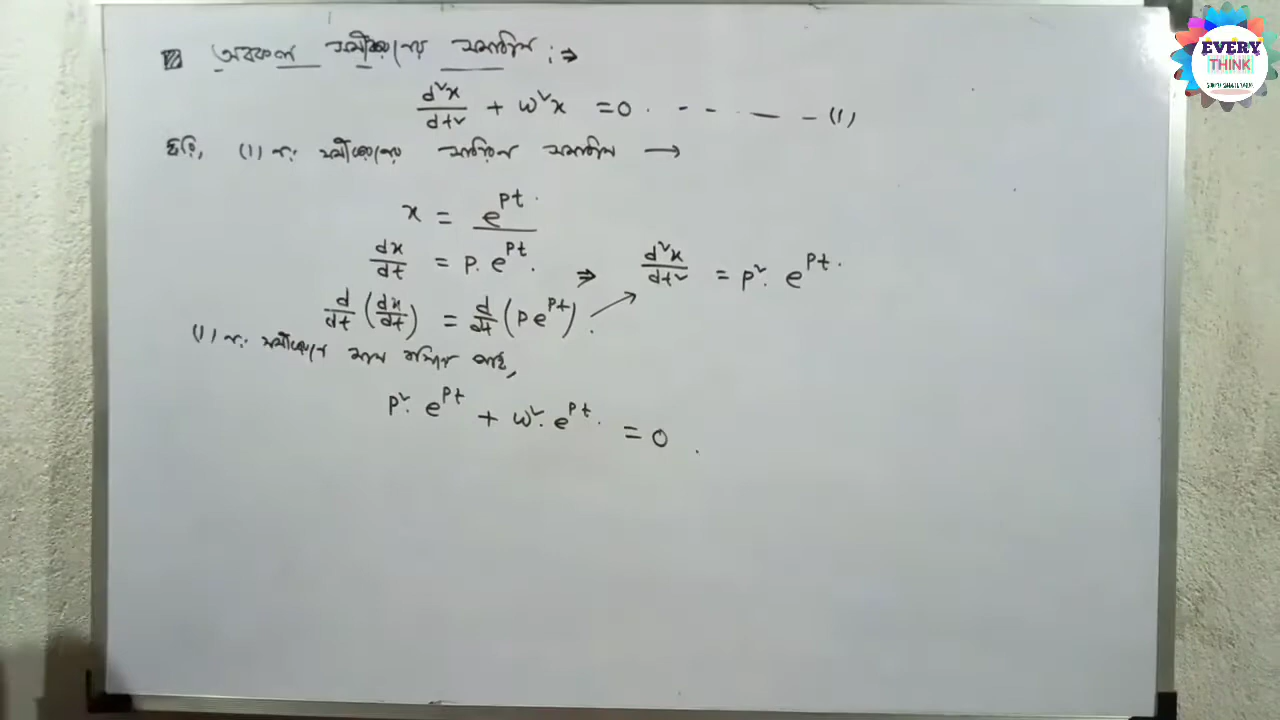 অবকল সমীকরণের সমাধান :⇒
d²x/dt² + ω²x = 0 . - - - - (1)
ধরি, (1) নং সমীকরণের সাধারণ সমাধান →
x = e^pt .
dx/dt = p. e^pt . ⇒ d²x/dt² = p². e^pt .
d/dt (dx/dt) = d/dt (pe^pt) .
(1) নং সমীকরণে মান বসিয়ে পাই,
p². e^pt + ω². e^pt . = 0 .
EVERY
THINK